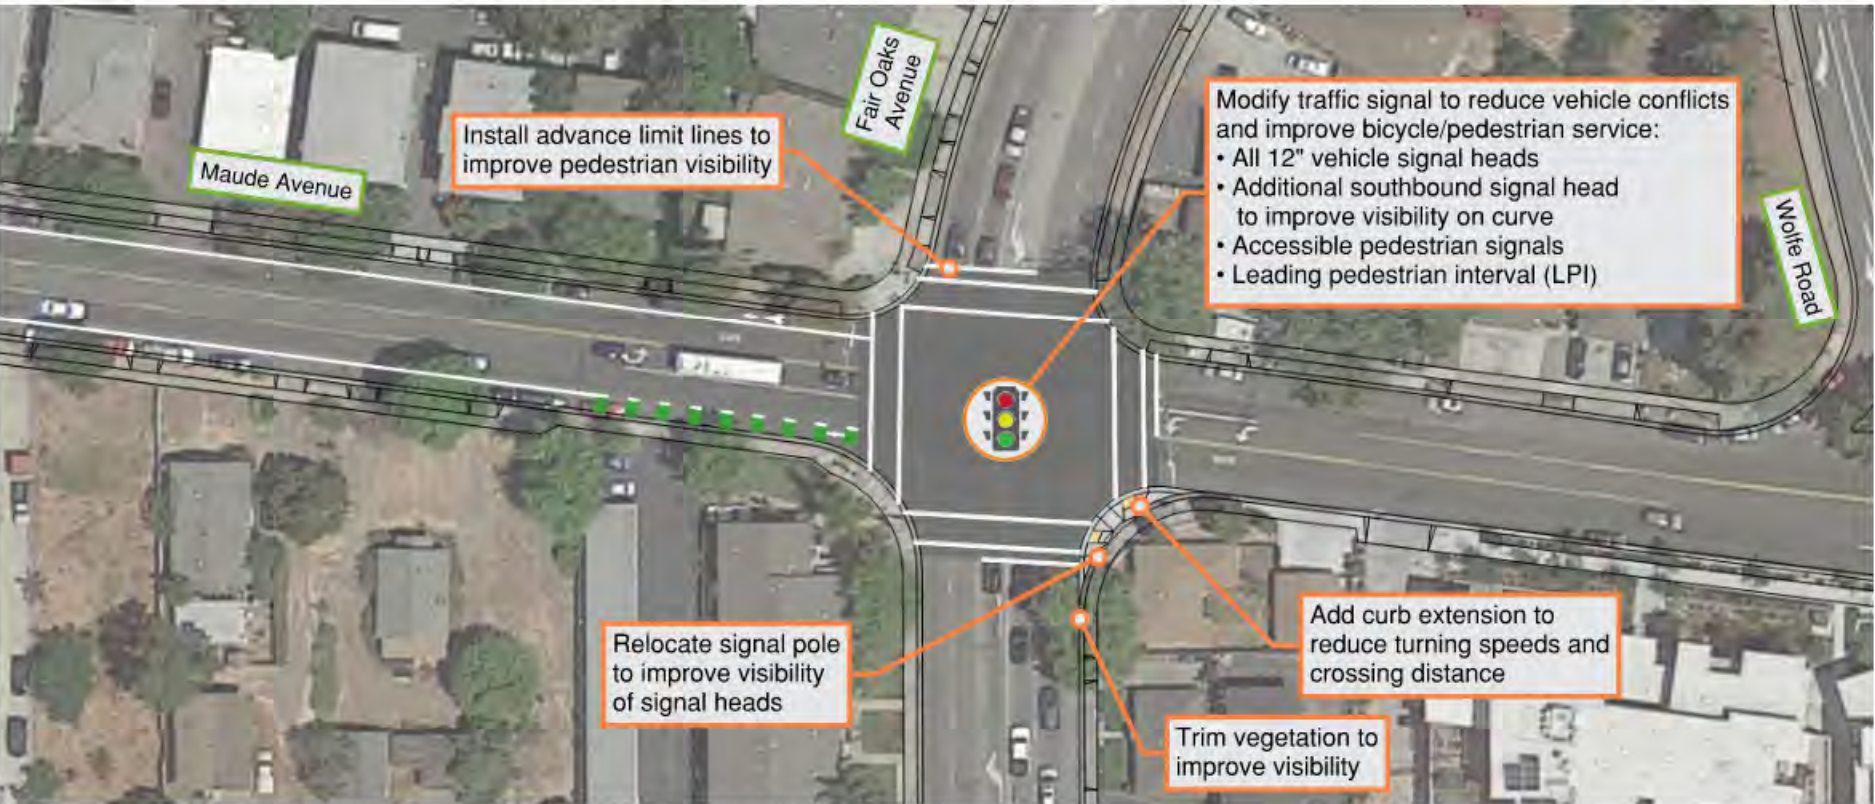 Fair Oaks
Avenue
Maude Avenue
Install advance limit lines to
improve pedestrian visibility
Modify traffic signal to reduce vehicle conflicts
and improve bicycle/pedestrian service:
• All 12" vehicle signal heads
• Additional southbound signal head
to improve visibility on curve
• Accessible pedestrian signals
• Leading pedestrian interval (LPI)
Wolfe Road
Relocate signal pole
to improve visibility
of signal heads
Add curb extension to
reduce turning speeds and
crossing distance
Trim vegetation to
improve visibility